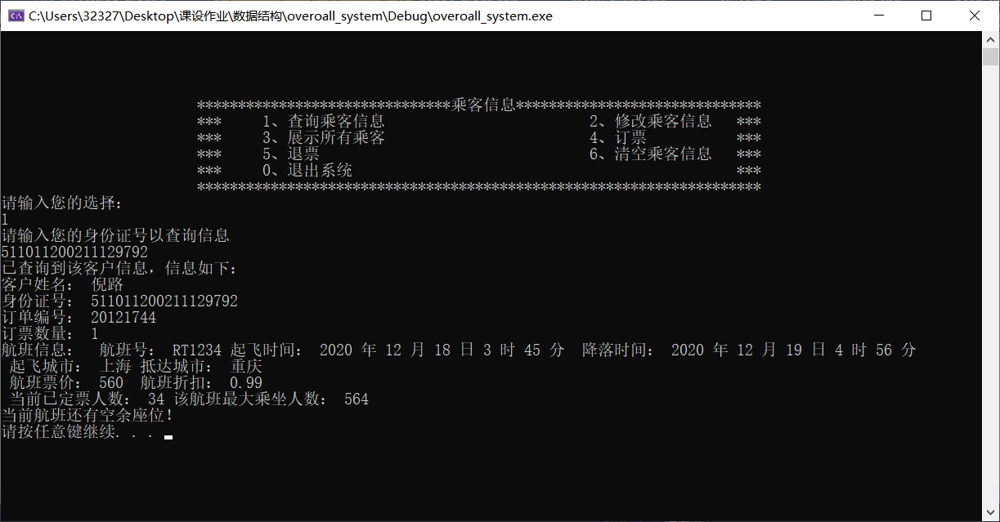 C:\Users\32327\Desktop\课设作业\数据结构\overoall_system\Debug\overoall_system.exe
*******************************乘客信息******************************
*** 1、查询乘客信息 2、修改乘客信息 ***
*** 3、展示所有乘客 4、订票 ***
*** 5、退票 6、清空乘客信息 ***
*** 0、退出系统 ***
*********************************************************************
请输入您的选择：
1
请输入您的身份证号以查询信息
511011200211129792
已查询到该客户信息，信息如下：
客户姓名： 倪路
身份证号： 511011200211129792
订单编号： 20121744
订票数量： 1
航班信息： 航班号： RT1234 起飞时间： 2020 年 12 月 18 日 3 时 45 分 降落时间： 2020 年 12 月 19 日 4 时 56 分
起飞城市： 上海 抵达城市： 重庆
航班票价： 560 航班折扣： 0.99
当前已定票人数： 34 该航班最大乘坐人数： 564
当前航班还有空余座位！
请按任意键继续. . .